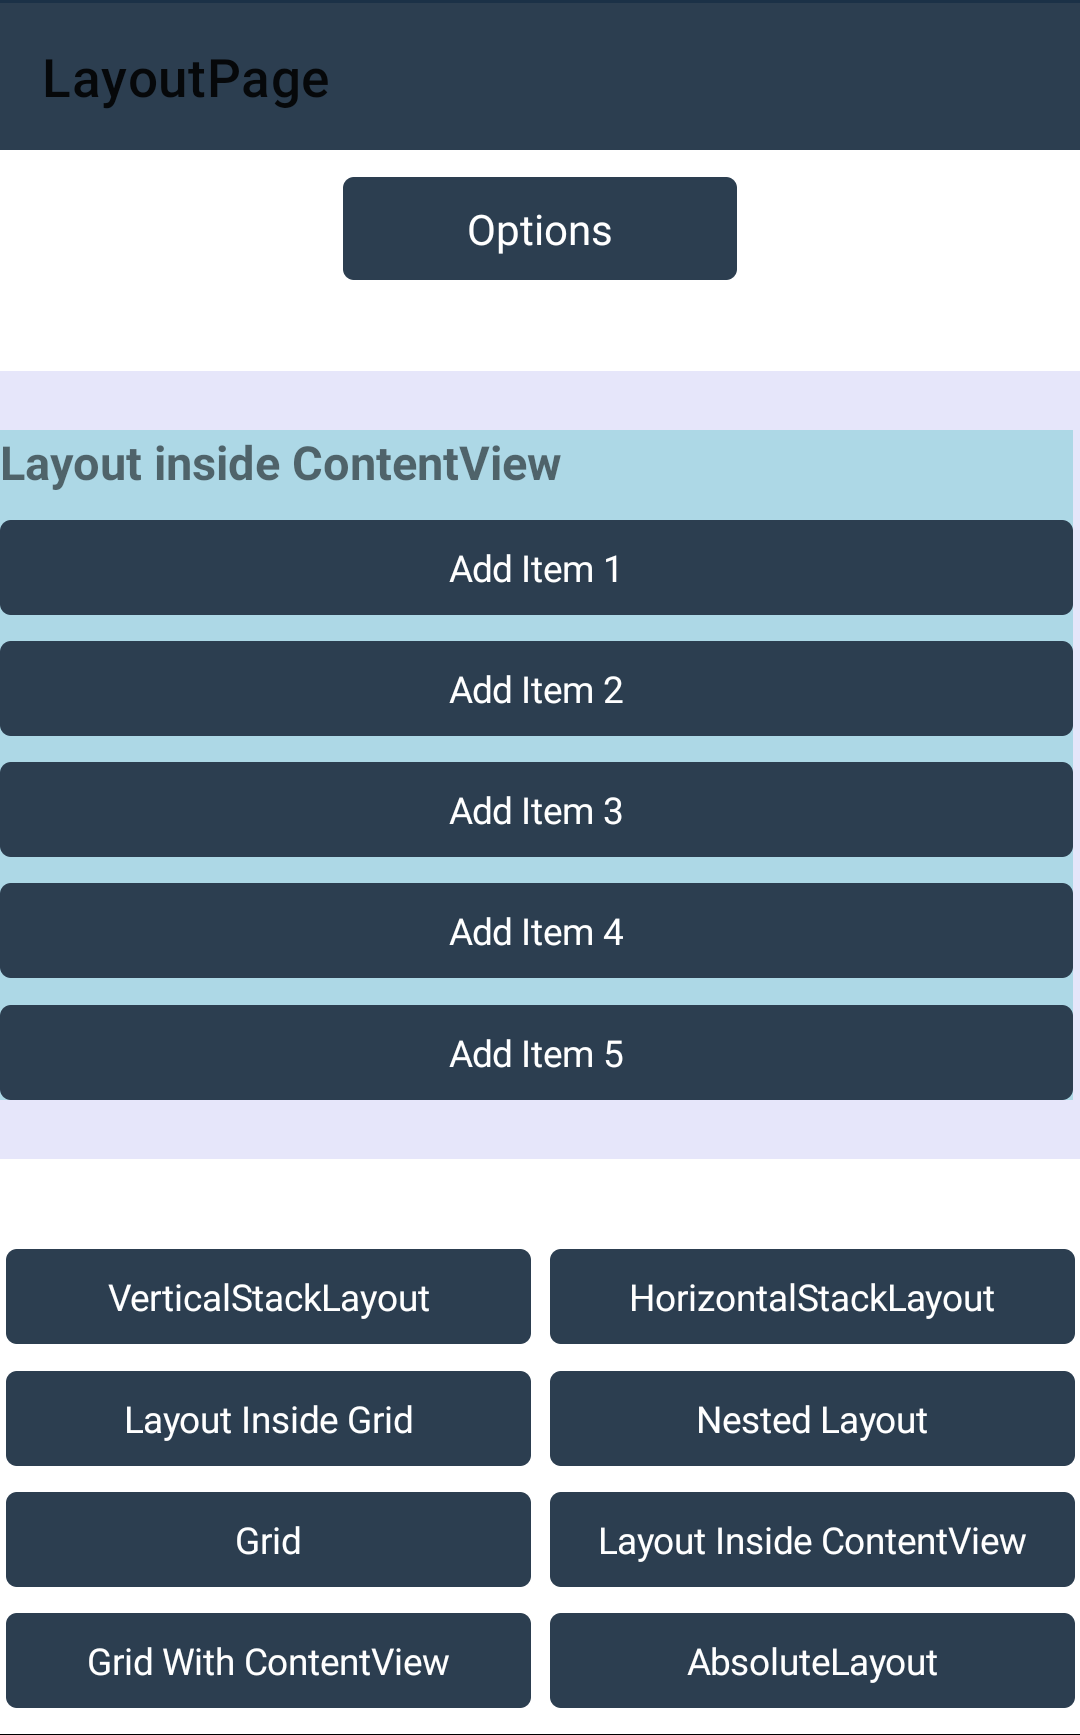 LayoutPage
Options
Layout inside ContentView
Add Item 1
Add Item 2
Add Item 3
Add Item 4
Add Item 5
VerticalStackLayout
HorizontalStackLayout
Layout Inside Grid
Nested Layout
Grid
Layout Inside ContentView
Grid With ContentView
AbsoluteLayout